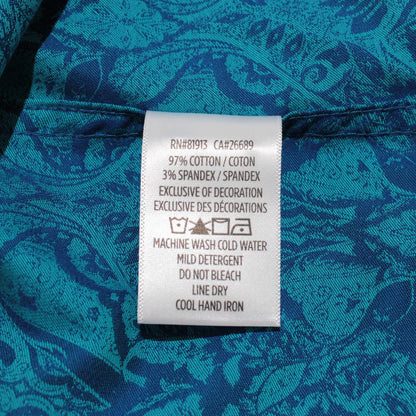 RN#81913 CA#26689
97% COTTON / COTON
3% SPANDEX / SPANDEX
EXCLUSIVE OF DECORATION
EXCLUSIVE DES DÉCORATIONS
MACHINE WASH COLD WATER
MILD DETERGENT
DO NOT BLEACH
LINE DRY
COOL HAND IRON